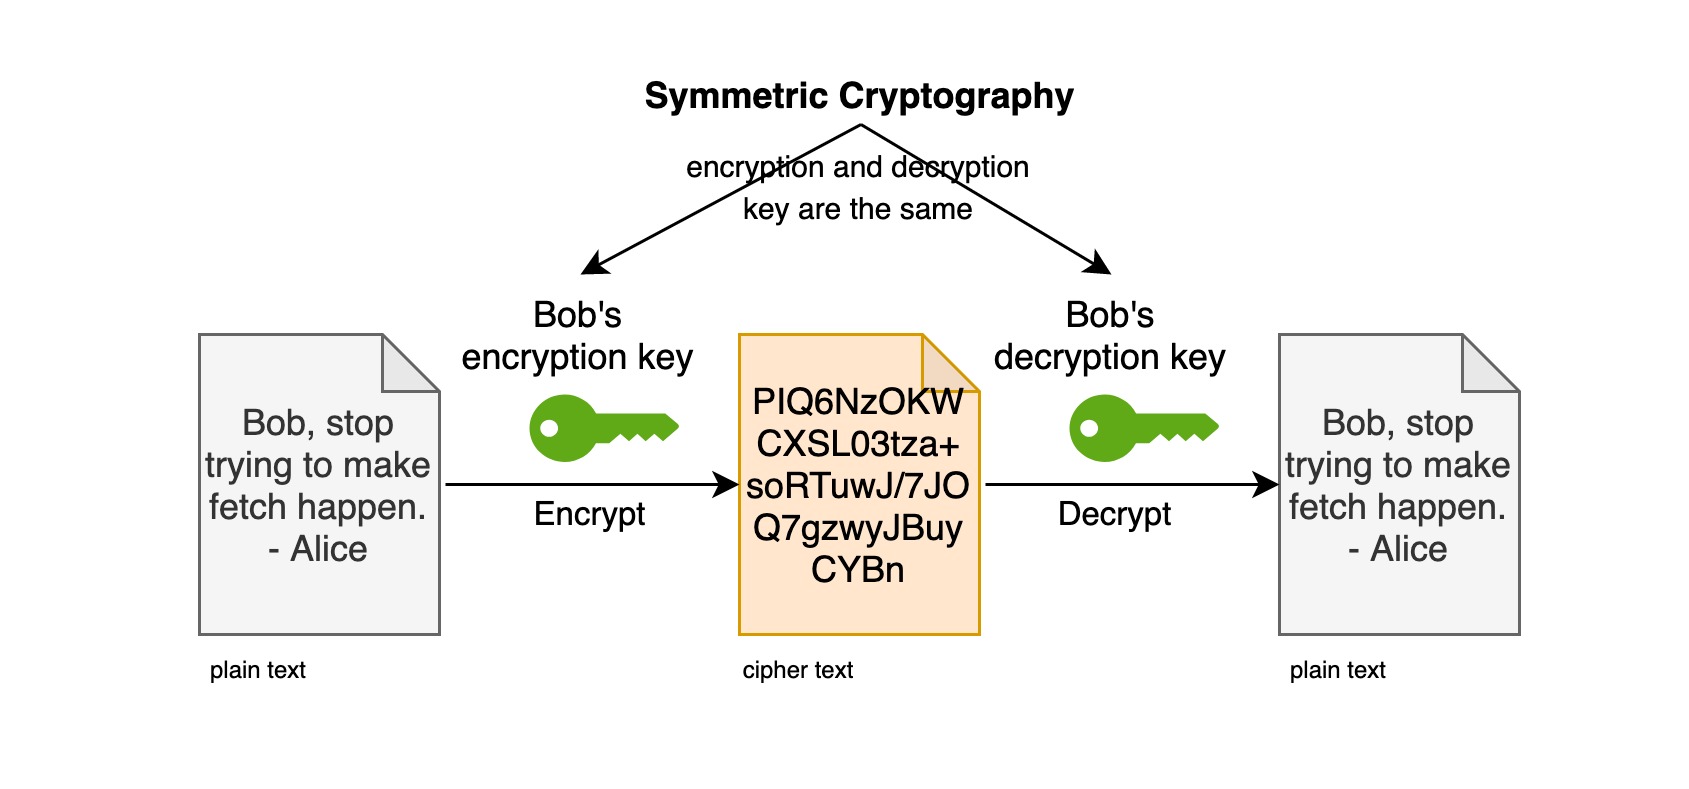 Symmetric Cryptography
encryption and decryption
key are the same
Bob's
encryption key
Bob's
decryption key
Bob, stop
trying to make
fetch happen.
- Alice
Encrypt
PIQ6NzOKW
CXSL03tza+
soRTuwJ/7JO
Q7gzwyJBuy
CYBn
Decrypt
Bob, stop
trying to make
fetch happen.
- Alice
plain text
cipher text
plain text